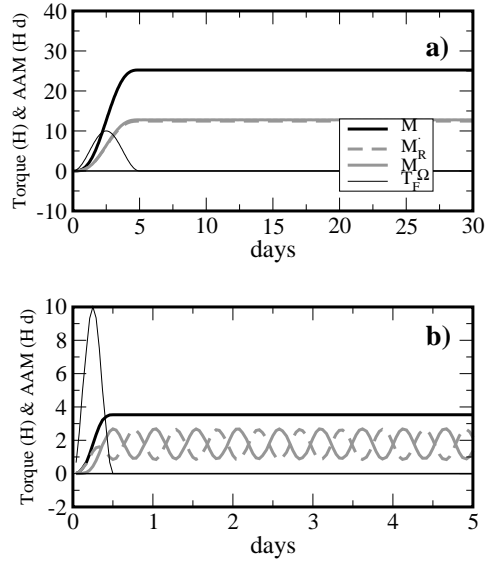 40
30
20
10
0
-10
Torque (H) & AAM (H d)
a)
M
M_R
M_Ω
T_F
0 5 10 15 20 25 30
days
10
8
6
4
2
0
-2
Torque (H) & AAM (H d)
b)
0 1 2 3 4 5
days